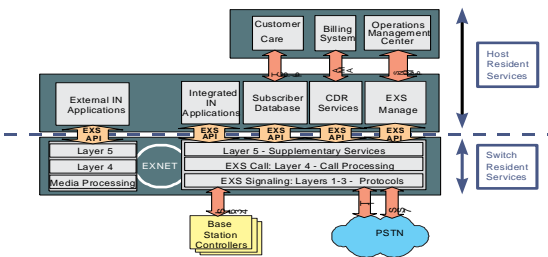 Customer
Care
Billing
System
Operations
Management
Center
Host
Resident
Services
External IN
Applications
Integrated
IN
Applications
Subscriber
Database
CDR
Services
EXS
Manage
EXS
API
EXS
API
EXS
API
EXS
API
EXS
API
Layer 5
Layer 4
Media Processing
EXNET
Layer 5 - Supplementary Services
EXS Call: Layer 4 - Call Processing
EXS Signaling: Layers 1-3 - Protocols
Switch
Resident
Services
Base
Station
Controllers
PSTN